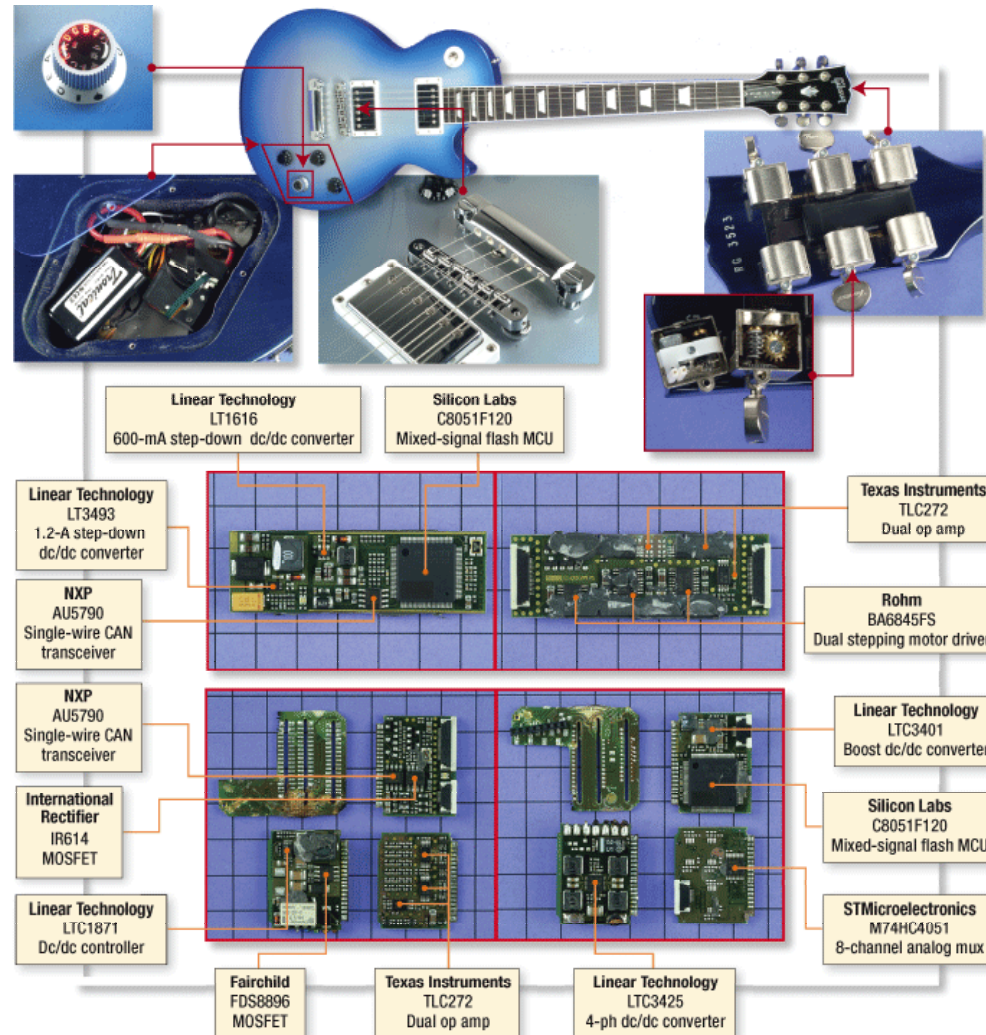 Gibson
RG 3523
Tronical
Linear Technology
LT1616
600-mA step-down dc/dc converter
Silicon Labs
C8051F120
Mixed-signal flash MCU
Linear Technology
LT3493
1.2-A step-down
dc/dc converter
Texas Instruments
TLC272
Dual op amp
NXP
AU5790
Single-wire CAN
transceiver
Rohm
BA6845FS
Dual stepping motor driver
NXP
AU5790
Single-wire CAN
transceiver
Linear Technology
LTC3401
Boost dc/dc converter
International
Rectifier
IR614
MOSFET
Silicon Labs
C8051F120
Mixed-signal flash MCU
Linear Technology
LTC1871
Dc/dc controller
STMicroelectronics
M74HC4051
8-channel analog mux
Fairchild
FDS8896
MOSFET
Texas Instruments
TLC272
Dual op amp
Linear Technology
LTC3425
4-ph dc/dc converter